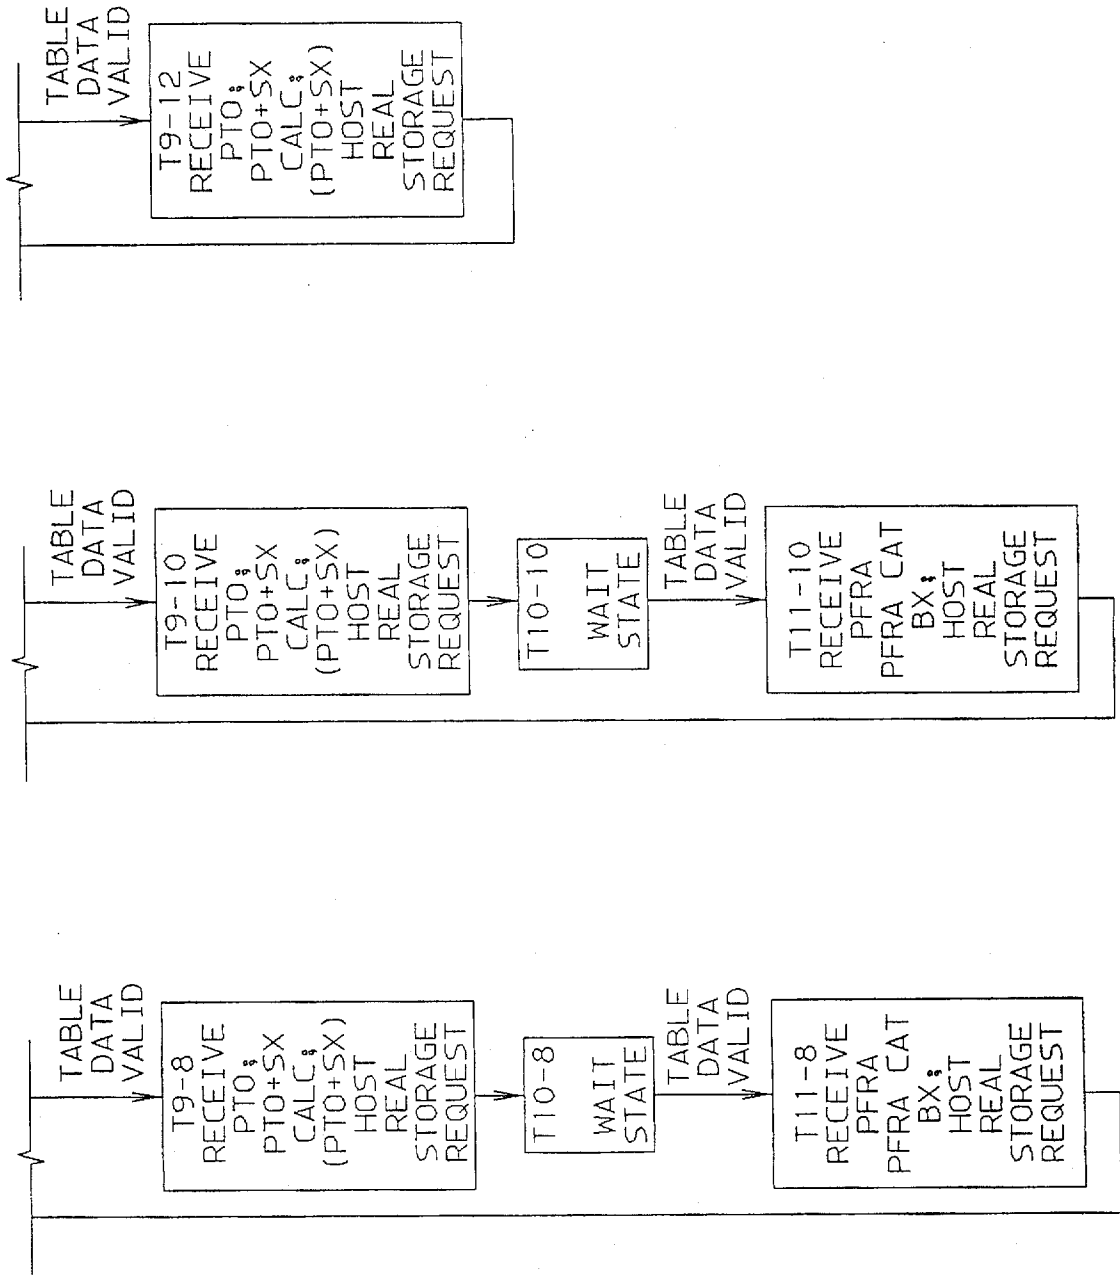 TABLE
DATA
VALID
T9-8
RECEIVE
PTO;
PTO+SX
CALC;
(PTO+SX)
HOST
REAL
STORAGE
REQUEST
T10-8
WAIT
STATE
TABLE
DATA
VALID
T11-8
RECEIVE
PFRA
PFRA CAT
BX;
HOST
REAL
STORAGE
REQUEST
TABLE
DATA
VALID
T9-10
RECEIVE
PTO;
PTO+SX
CALC;
(PTO+SX)
HOST
REAL
STORAGE
REQUEST
T10-10
WAIT
STATE
TABLE
DATA
VALID
T11-10
RECEIVE
PFRA
PFRA CAT
BX;
HOST
REAL
STORAGE
REQUEST
TABLE
DATA
VALID
T9-12
RECEIVE
PTO;
PTO+SX
CALC;
(PTO+SX)
HOST
REAL
STORAGE
REQUEST